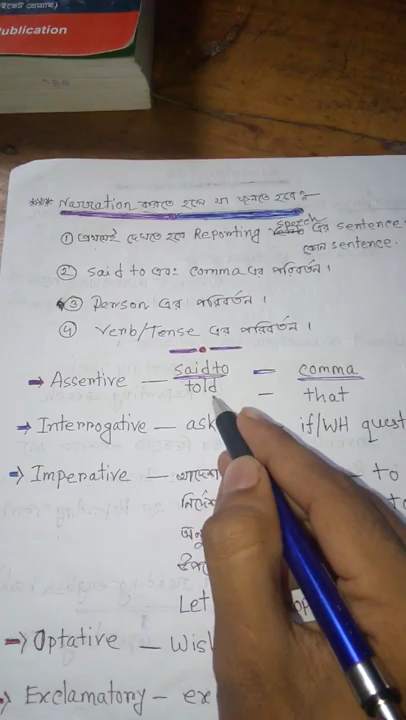 ublication
*** Narration করতে হলে যা জানতে হবে :-
① প্রথমেই দেখতে হবে Reporting speech এর sentence
কোন sentence.
② said to এবং comma এর পরিবর্তন।
③ Person এর পরিবর্তন।
④ Verb/Tense এর পরিবর্তন।
→ Assertive — said to — comma
told — that
→ Interrogative — ask if/WH quest
→ Imperative — আদেশ — to
নির্দেশ
Let
→ Optative — Wis
→ Exclamatory — ex